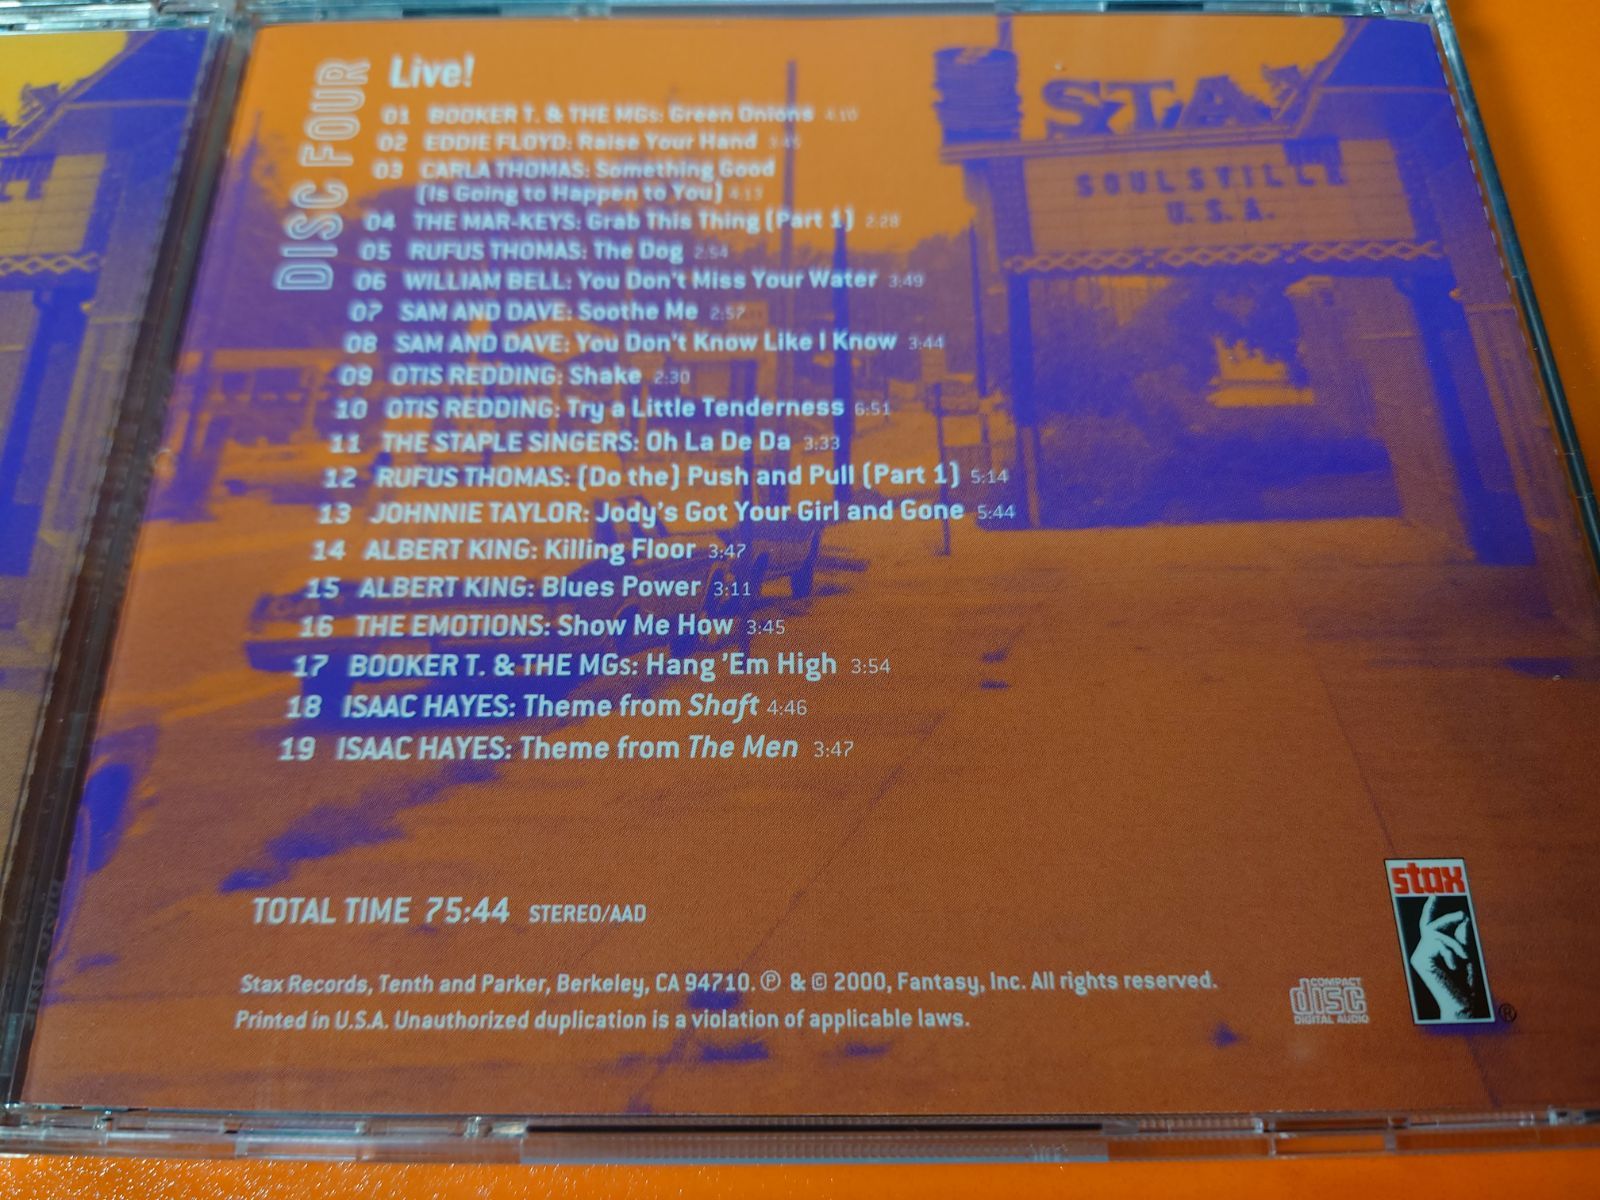 DISC FOUR
Live!
01 BOOKER T. & THE MGs: Green Onions 4:10
02 EDDIE FLOYD: Raise Your Hand 3:45
03 CARLA THOMAS: Something Good
(Is Going to Happen to You) 4:13
04 THE MAR-KEYS: Grab This Thing (Part 1) 2:28
05 RUFUS THOMAS: The Dog 2:54
06 WILLIAM BELL: You Don't Miss Your Water 3:49
07 SAM AND DAVE: Soothe Me 2:57
08 SAM AND DAVE: You Don't Know Like I Know 3:44
09 OTIS REDDING: Shake 2:30
10 OTIS REDDING: Try a Little Tenderness 6:51
11 THE STAPLE SINGERS: Oh La De Da 3:33
12 RUFUS THOMAS: (Do the) Push and Pull (Part 1) 5:14
13 JOHNNIE TAYLOR: Jody's Got Your Girl and Gone 5:44
14 ALBERT KING: Killing Floor 3:47
15 ALBERT KING: Blues Power 3:11
16 THE EMOTIONS: Show Me How 3:45
17 BOOKER T. & THE MGs: Hang 'Em High 3:54
18 ISAAC HAYES: Theme from Shaft 4:46
19 ISAAC HAYES: Theme from The Men 3:47
STA
SOULSVILLE
U.S.A.
TOTAL TIME 75:44 STEREO/AAD
Stax Records, Tenth and Parker, Berkeley, CA 94710. ℗ & © 2000, Fantasy, Inc. All rights reserved.
Printed in U.S.A. Unauthorized duplication is a violation of applicable laws.
COMPACT
disc
DIGITAL AUDIO
stax
®